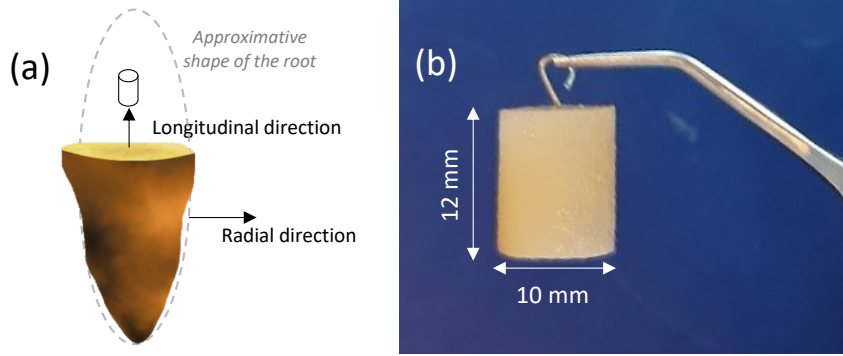 (a)
Approximative
shape of the root
Longitudinal direction
Radial direction
(b)
12 mm
10 mm